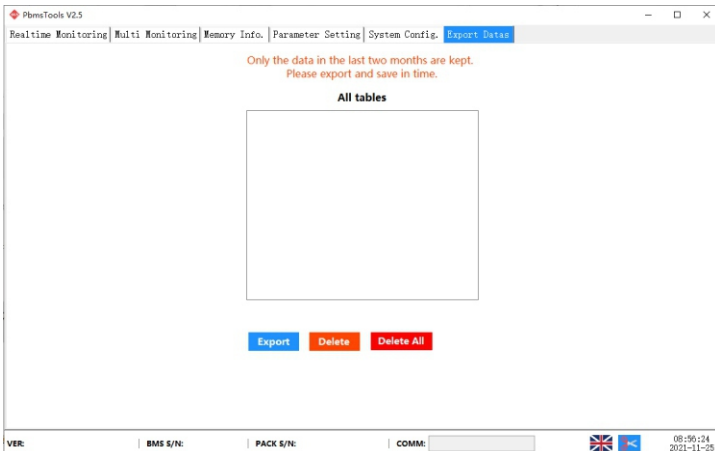 PbmsTools V2.5
Realtime Monitoring Multi Monitoring Memory Info. Parameter Setting System Config. Export Datas
Only the data in the last two months are kept.
Please export and save in time.
All tables
Export Delete Delete All
VER: BMS S/N: PACK S/N: COMM: 08:56:24
2021-11-25